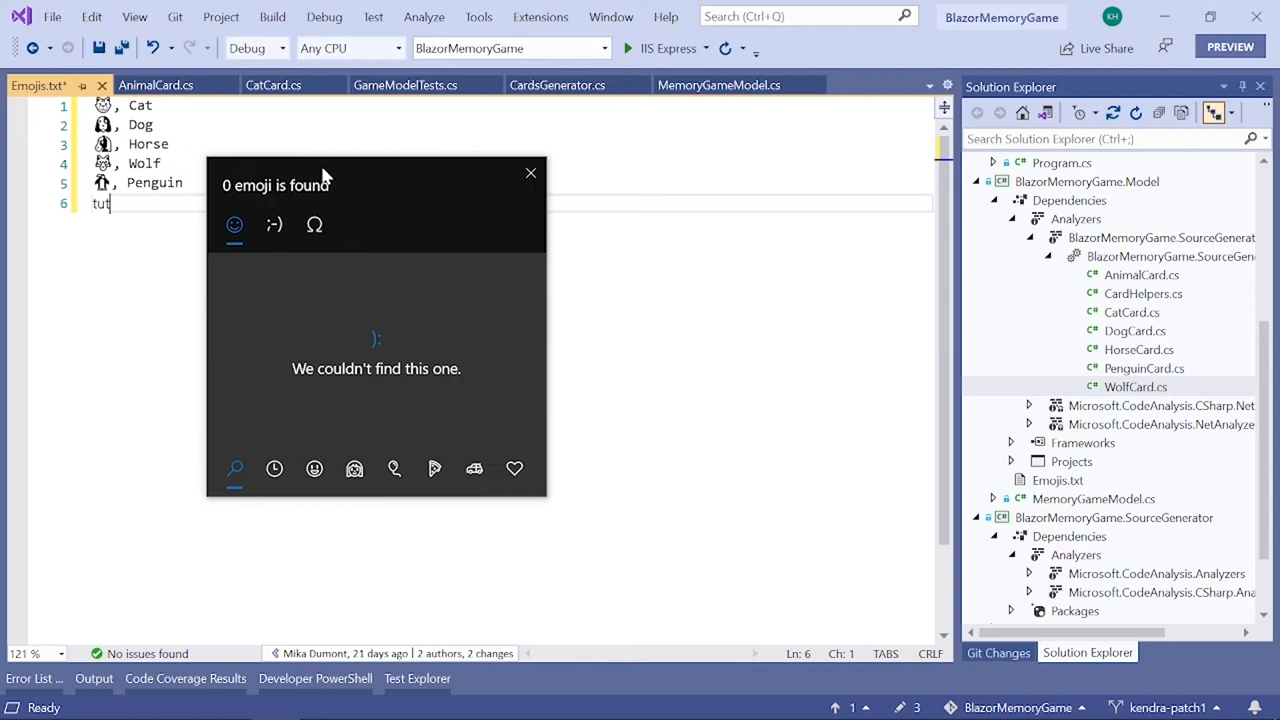 File Edit View Git Project Build Debug Test Analyze Tools Extensions Window Help Search (Ctrl+Q) BlazorMemoryGame KH
Debug Any CPU BlazorMemoryGame IIS Express Live Share PREVIEW
Emojis.txt* AnimalCard.cs CatCard.cs GameModelTests.cs CardsGenerator.cs MemoryGameModel.cs
1 🐱, Cat
2 🐶, Dog
3 🐴, Horse
4 🐺, Wolf
5 🐧, Penguin
6 tut
0 emoji is found
;-) Ω
):
We couldn't find this one.
Solution Explorer
Search Solution Explorer (Ctrl+;)
C# Program.cs
C# BlazorMemoryGame.Model
Dependencies
Analyzers
BlazorMemoryGame.SourceGenerat
BlazorMemoryGame.SourceGen
C# AnimalCard.cs
C# CardHelpers.cs
C# CatCard.cs
C# DogCard.cs
C# HorseCard.cs
C# PenguinCard.cs
C# WolfCard.cs
Microsoft.CodeAnalysis.CSharp.Net
Microsoft.CodeAnalysis.NetAnalyze
Frameworks
Projects
Emojis.txt
C# MemoryGameModel.cs
C# BlazorMemoryGame.SourceGenerator
Dependencies
Analyzers
Microsoft.CodeAnalysis.Analyzers
Microsoft.CodeAnalysis.CSharp.Ana
Packages
Git Changes Solution Explorer
121 % No issues found Mika Dumont, 21 days ago | 2 authors, 2 changes Ln: 6 Ch: 1 TABS CRLF
Error List ... Output Code Coverage Results Developer PowerShell Test Explorer
Ready 1 3 BlazorMemoryGame kendra-patch1